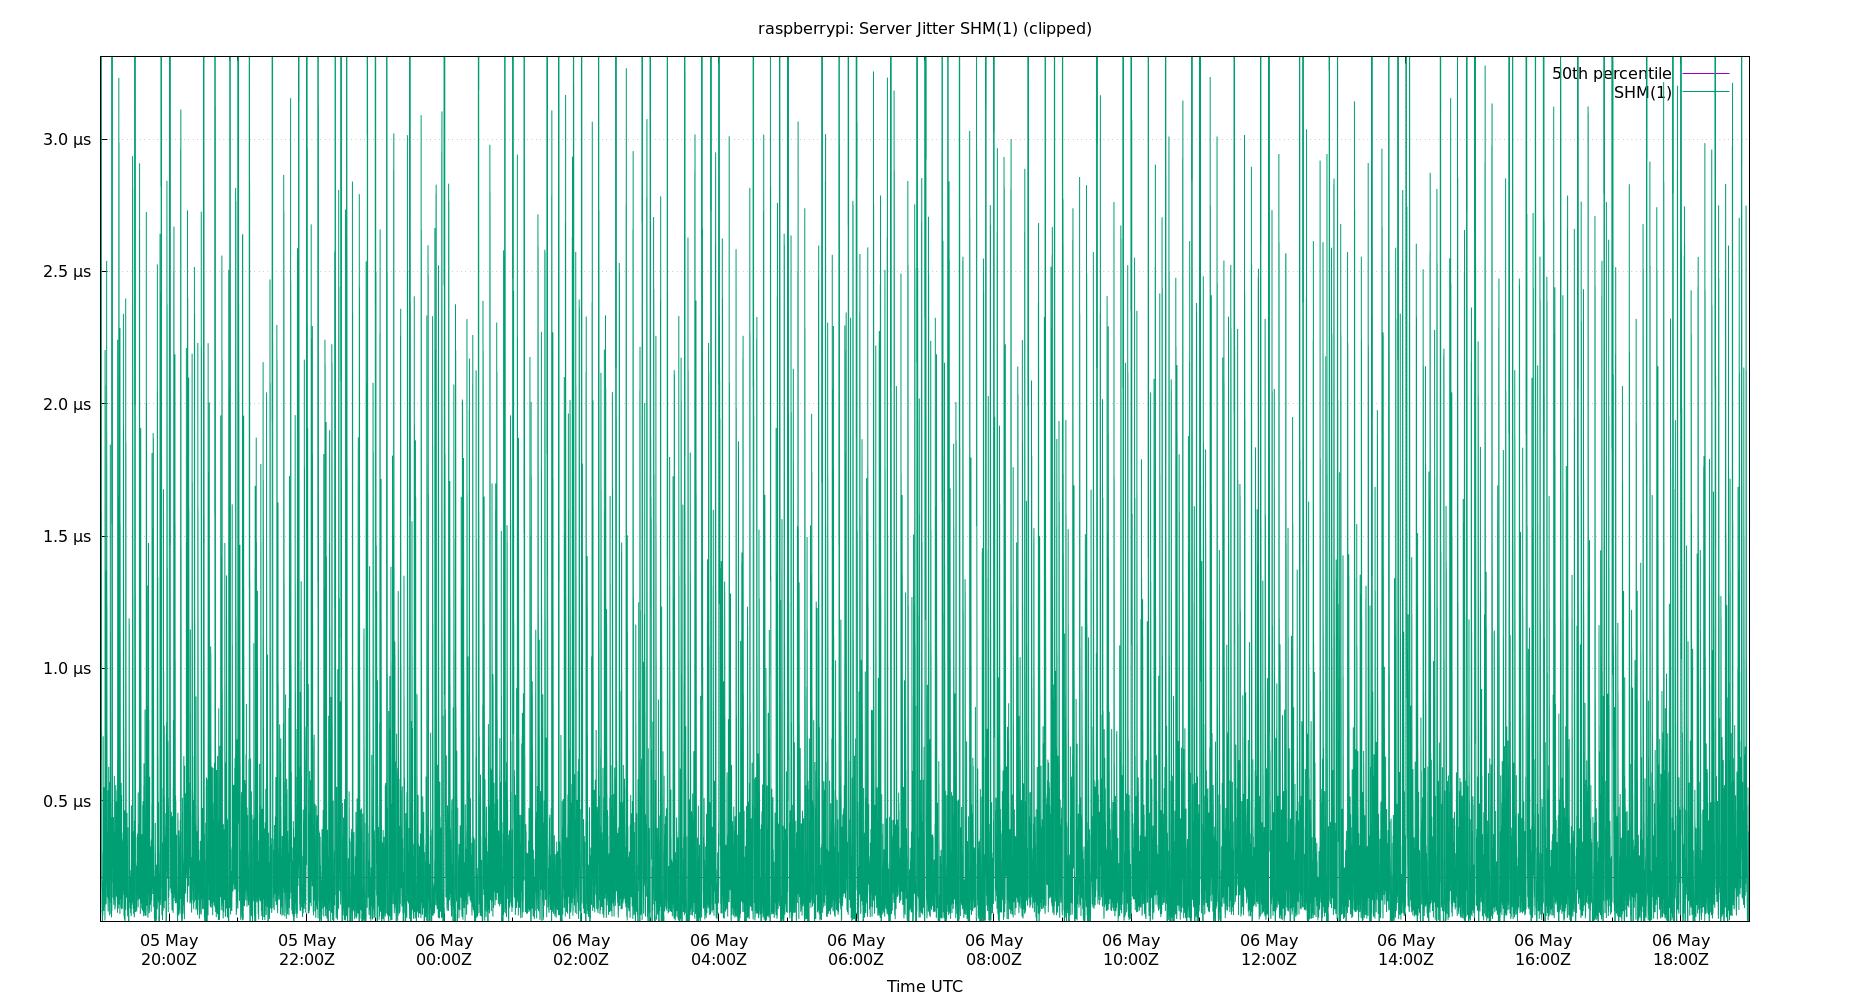 raspberrypi: Server Jitter SHM(1) (clipped)
50th percentile
SHM(1)
3.0 µs
2.5 µs
2.0 µs
1.5 µs
1.0 µs
0.5 µs
05 May 05 May 06 May 06 May 06 May 06 May 06 May 06 May 06 May 06 May 06 May 06 May
20:00Z 22:00Z 00:00Z 02:00Z 04:00Z 06:00Z 08:00Z 10:00Z 12:00Z 14:00Z 16:00Z 18:00Z
Time UTC